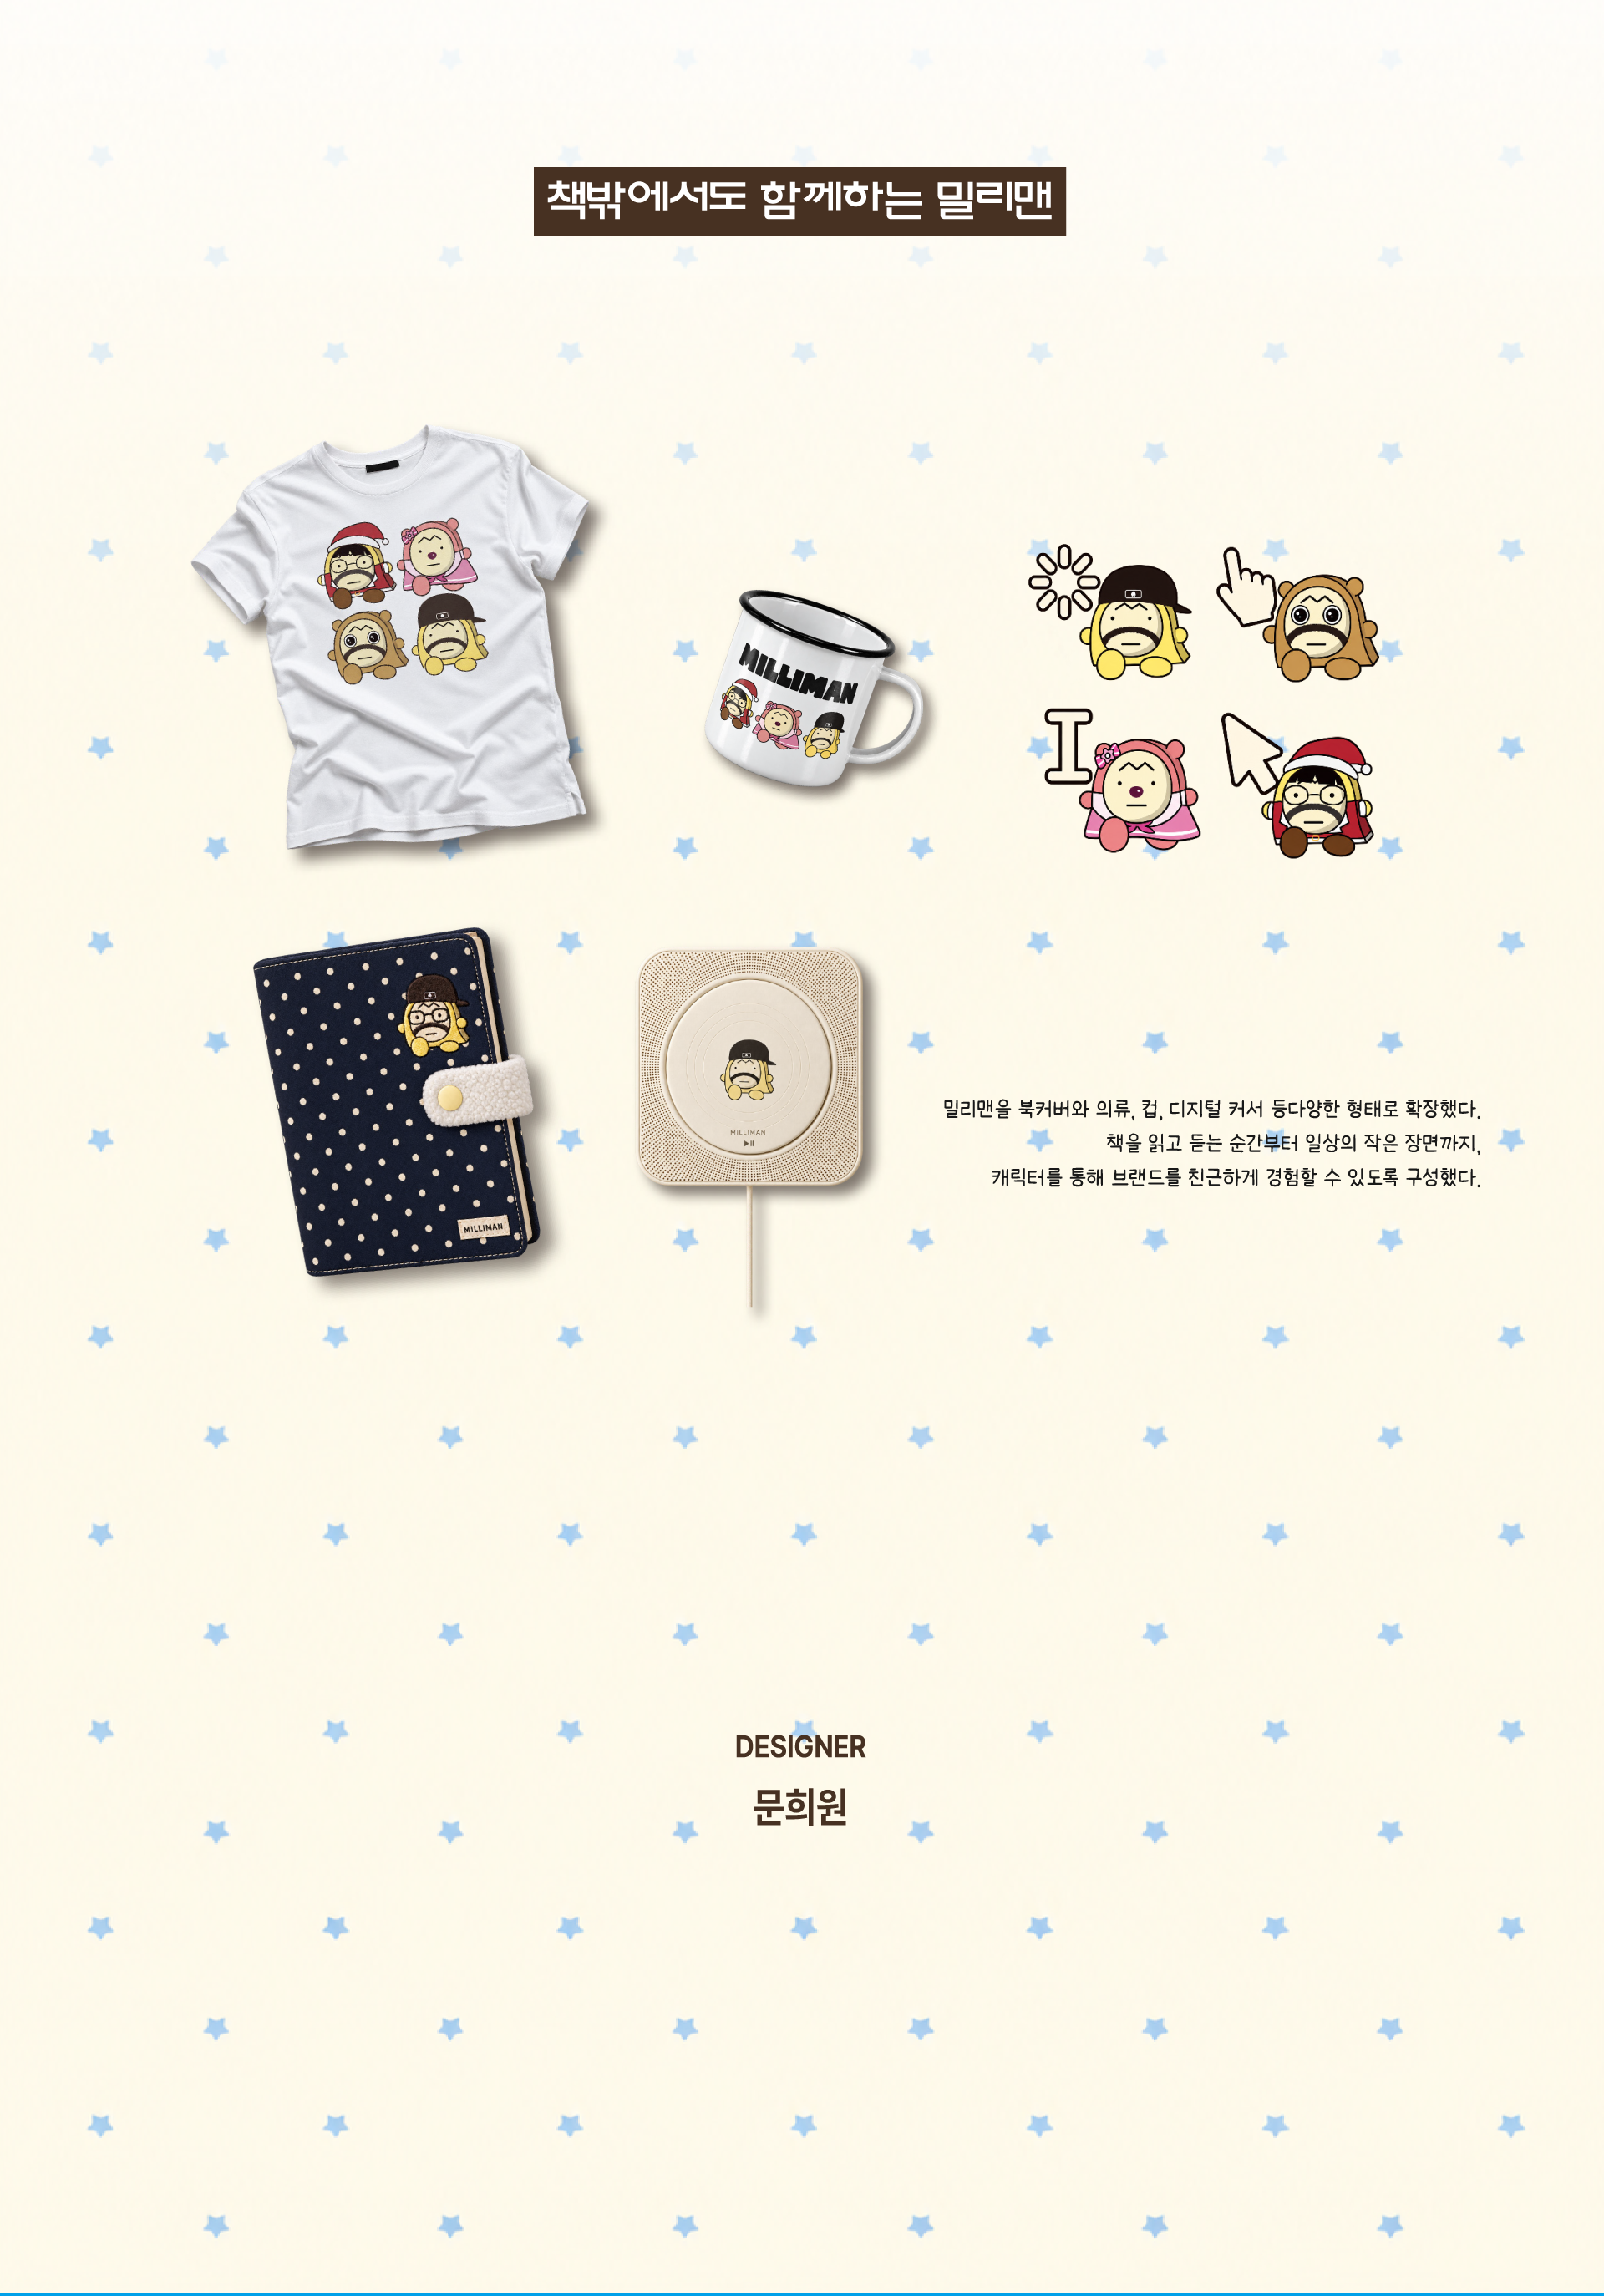 책밖에서도 함께하는 밀리맨
MILLIMAN
MILLIMAN
MILLIMAN
밀리맨을 북커버와 의류, 컵, 디지털 커서 등다양한 형태로 확장했다.
책을 읽고 듣는 순간부터 일상의 작은 장면까지,
캐릭터를 통해 브랜드를 친근하게 경험할 수 있도록 구성했다.
DESIGNER
문희원